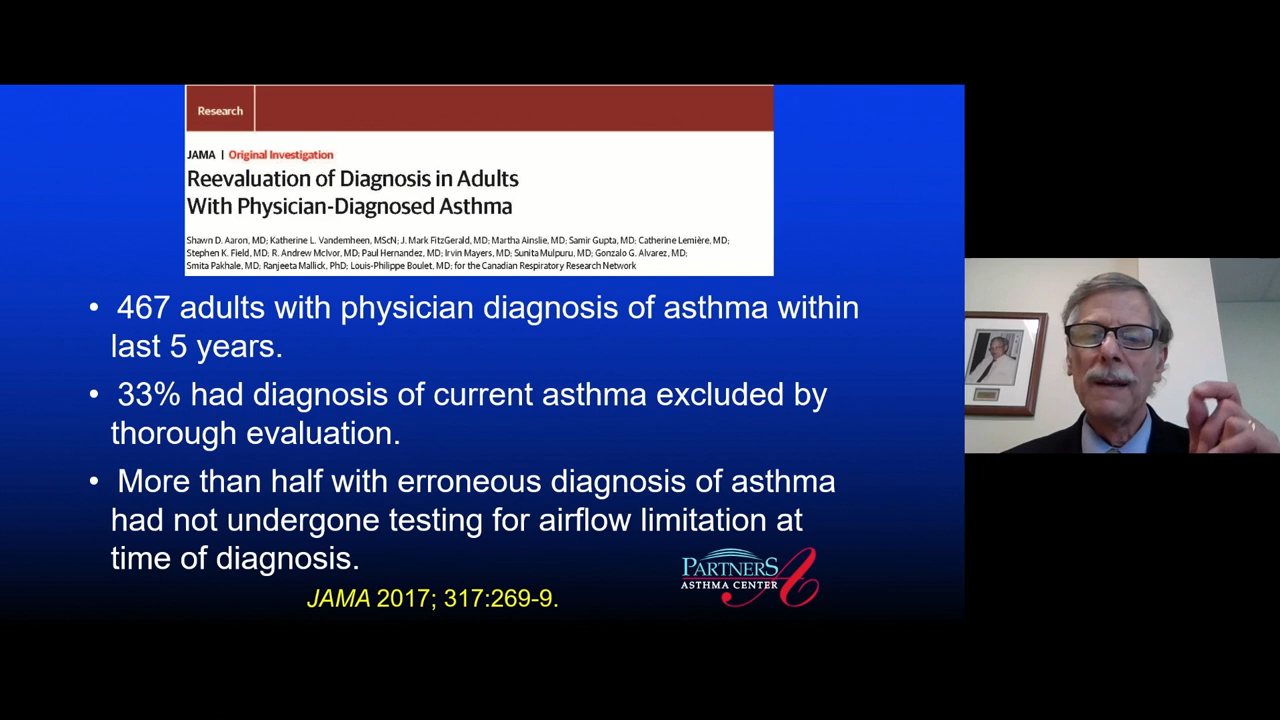 Research
JAMA | Original Investigation
Reevaluation of Diagnosis in Adults
With Physician-Diagnosed Asthma
Shawn D. Aaron, MD; Katherine L. Vandemheen, MScN; J. Mark FitzGerald, MD; Martha Ainslie, MD; Samir Gupta, MD; Catherine Lemière, MD;
Stephen K. Field, MD; R. Andrew McIvor, MD; Paul Hernandez, MD; Irvin Mayers, MD; Sunita Mulpuru, MD; Gonzalo G. Alvarez, MD;
Smita Pakhale, MD; Ranjeeta Mallick, PhD; Louis-Philippe Boulet, MD; for the Canadian Respiratory Research Network
• 467 adults with physician diagnosis of asthma within
last 5 years.
• 33% had diagnosis of current asthma excluded by
thorough evaluation.
• More than half with erroneous diagnosis of asthma
had not undergone testing for airflow limitation at
time of diagnosis.
PARTNERS
ASTHMA CENTER
JAMA 2017; 317:269-9.